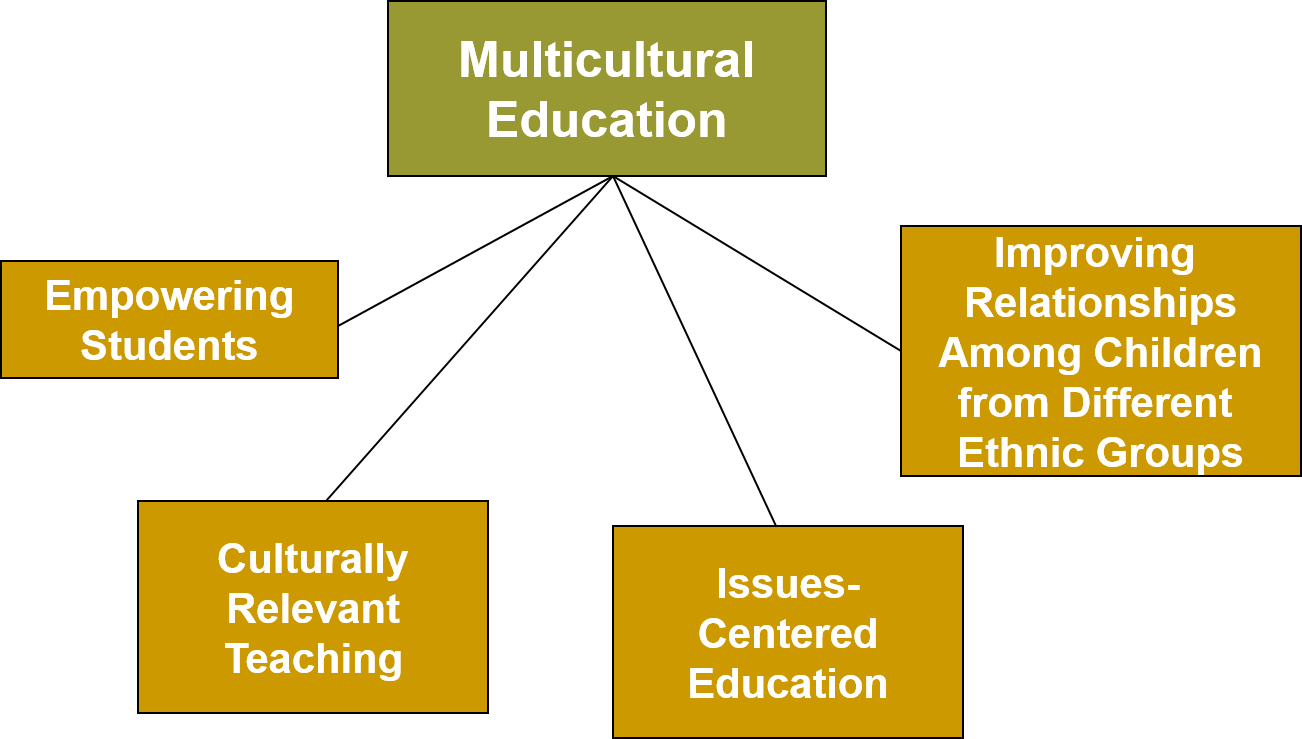 Multicultural
Education
Empowering
Students
Improving
Relationships
Among Children
from Different
Ethnic Groups
Culturally
Relevant
Teaching
Issues-
Centered
Education